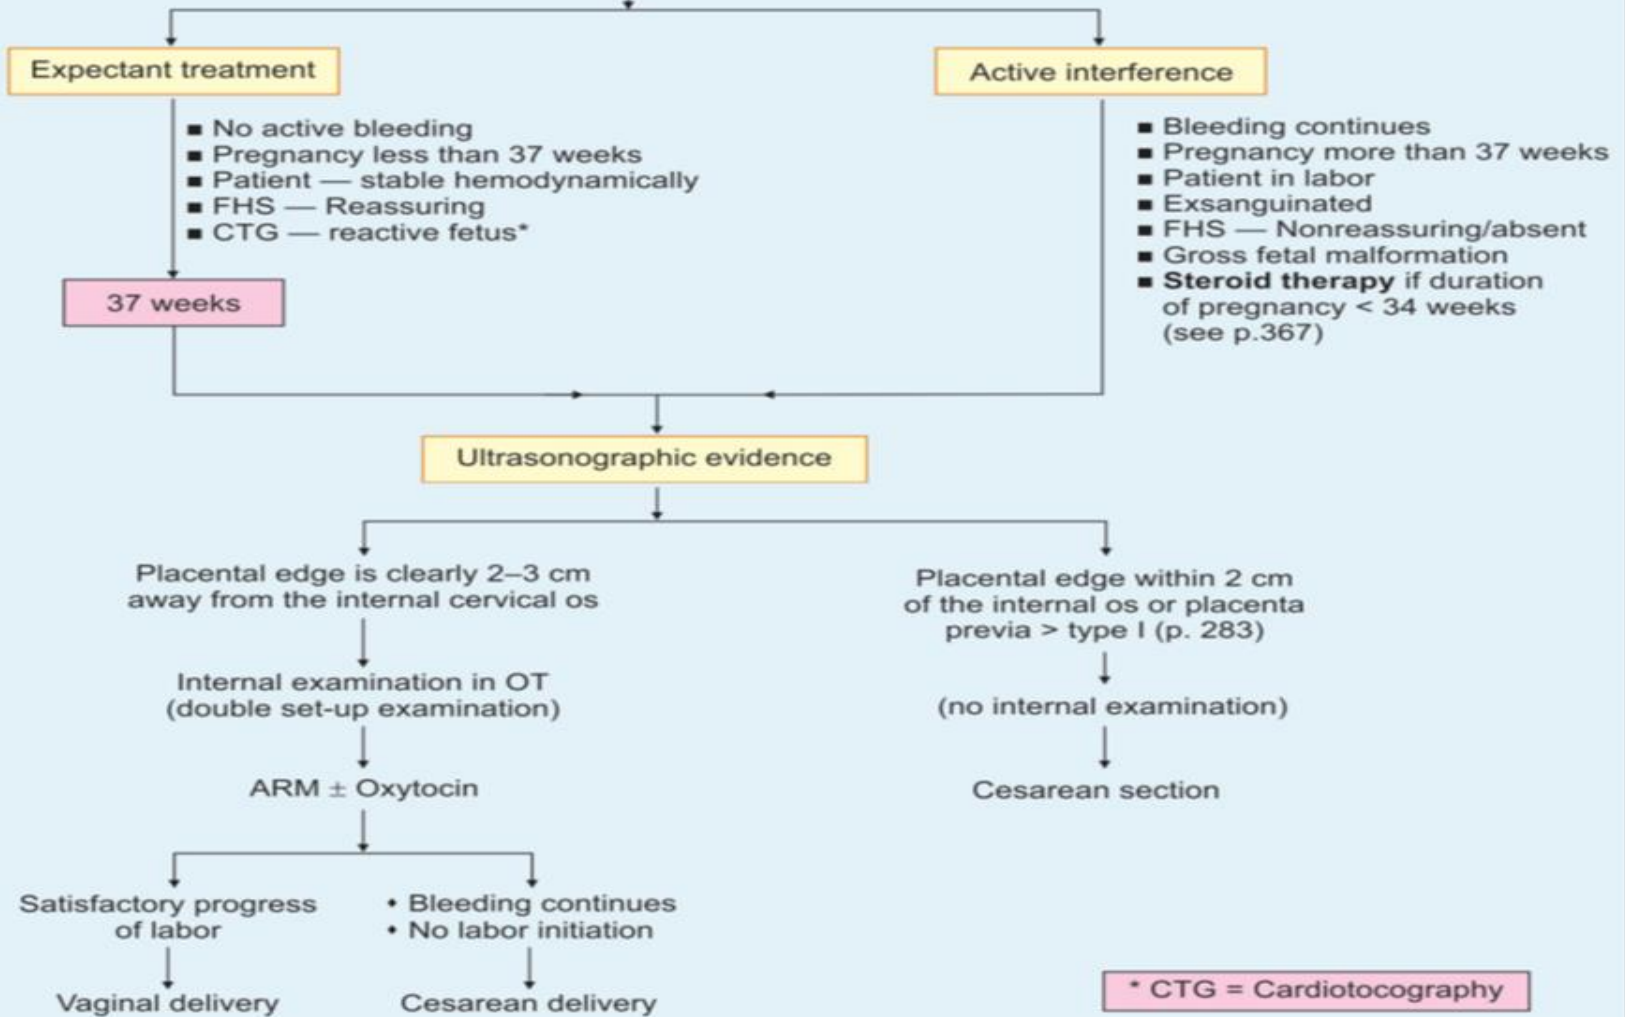 Expectant treatment
■ No active bleeding
■ Pregnancy less than 37 weeks
■ Patient — stable hemodynamically
■ FHS — Reassuring
■ CTG — reactive fetus*
37 weeks
Active interference
■ Bleeding continues
■ Pregnancy more than 37 weeks
■ Patient in labor
■ Exsanguinated
■ FHS — Nonreassuring/absent
■ Gross fetal malformation
■ Steroid therapy if duration
of pregnancy < 34 weeks
(see p.367)
Ultrasonographic evidence
Placental edge is clearly 2–3 cm
away from the internal cervical os
Internal examination in OT
(double set-up examination)
ARM ± Oxytocin
Satisfactory progress
of labor
Vaginal delivery
• Bleeding continues
• No labor initiation
Cesarean delivery
Placental edge within 2 cm
of the internal os or placenta
previa > type I (p. 283)
(no internal examination)
Cesarean section
* CTG = Cardiotocography